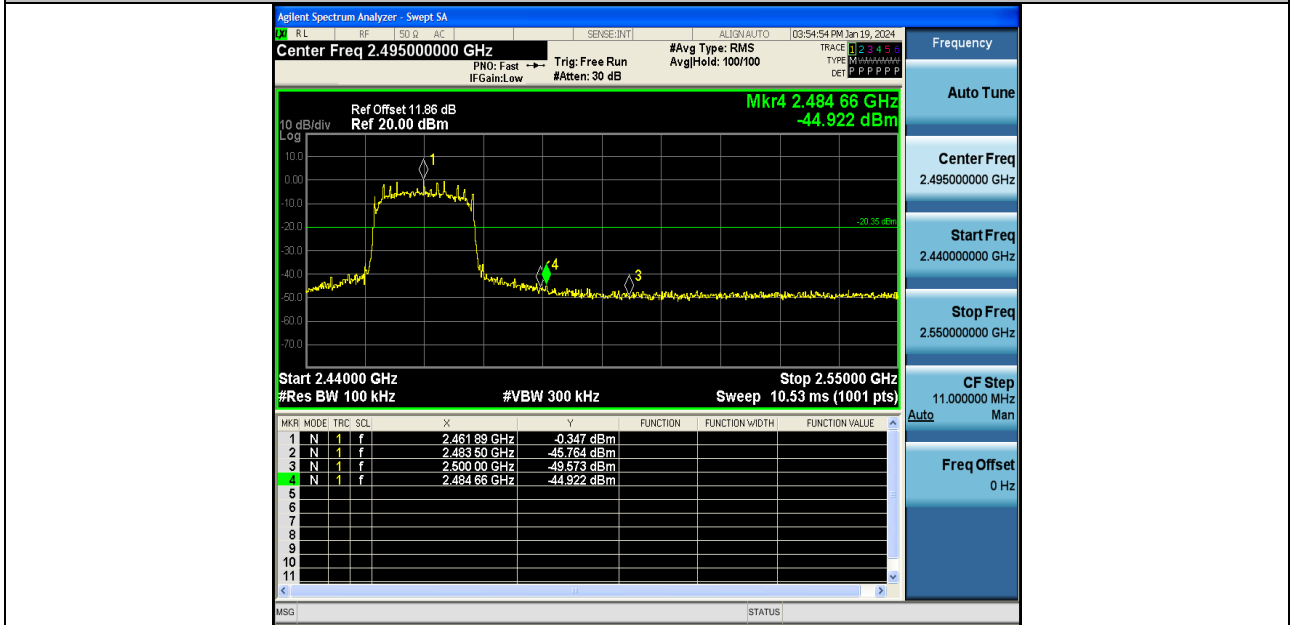 Agilent Spectrum Analyzer - Swept SA
LXI RL RF 50 Ω AC SENSE:INT ALIGN AUTO 03:54:54 PM Jan 19, 2024
Center Freq 2.495000000 GHz
PNO: Fast
IFGain:Low
Trig: Free Run
#Atten: 30 dB
#Avg Type: RMS
Avg|Hold: 100/100
TRACE 1 2 3 4 5 6
TYPE M
DET P P P P P P
Ref Offset 11.86 dB
10 dB/div Ref 20.00 dBm
Log
Mkr4 2.484 66 GHz
-44.922 dBm
10.0
0.00
-10.0
-20.0
-30.0
-40.0
-50.0
-60.0
-70.0
1
4
3
-20.35 dBm
Start 2.44000 GHz Stop 2.55000 GHz
#Res BW 100 kHz #VBW 300 kHz Sweep 10.53 ms (1001 pts)
MKR MODE TRC SCL X Y FUNCTION FUNCTION WIDTH FUNCTION VALUE
1 N 1 f 2.461 89 GHz -0.347 dBm
2 N 1 f 2.483 50 GHz -45.764 dBm
3 N 1 f 2.500 00 GHz -49.573 dBm
4 N 1 f 2.484 66 GHz -44.922 dBm
5
6
7
8
9
10
11
MSG STATUS
Frequency
Auto Tune
Center Freq
2.495000000 GHz
Start Freq
2.440000000 GHz
Stop Freq
2.550000000 GHz
CF Step
11.000000 MHz
Auto Man
Freq Offset
0 Hz